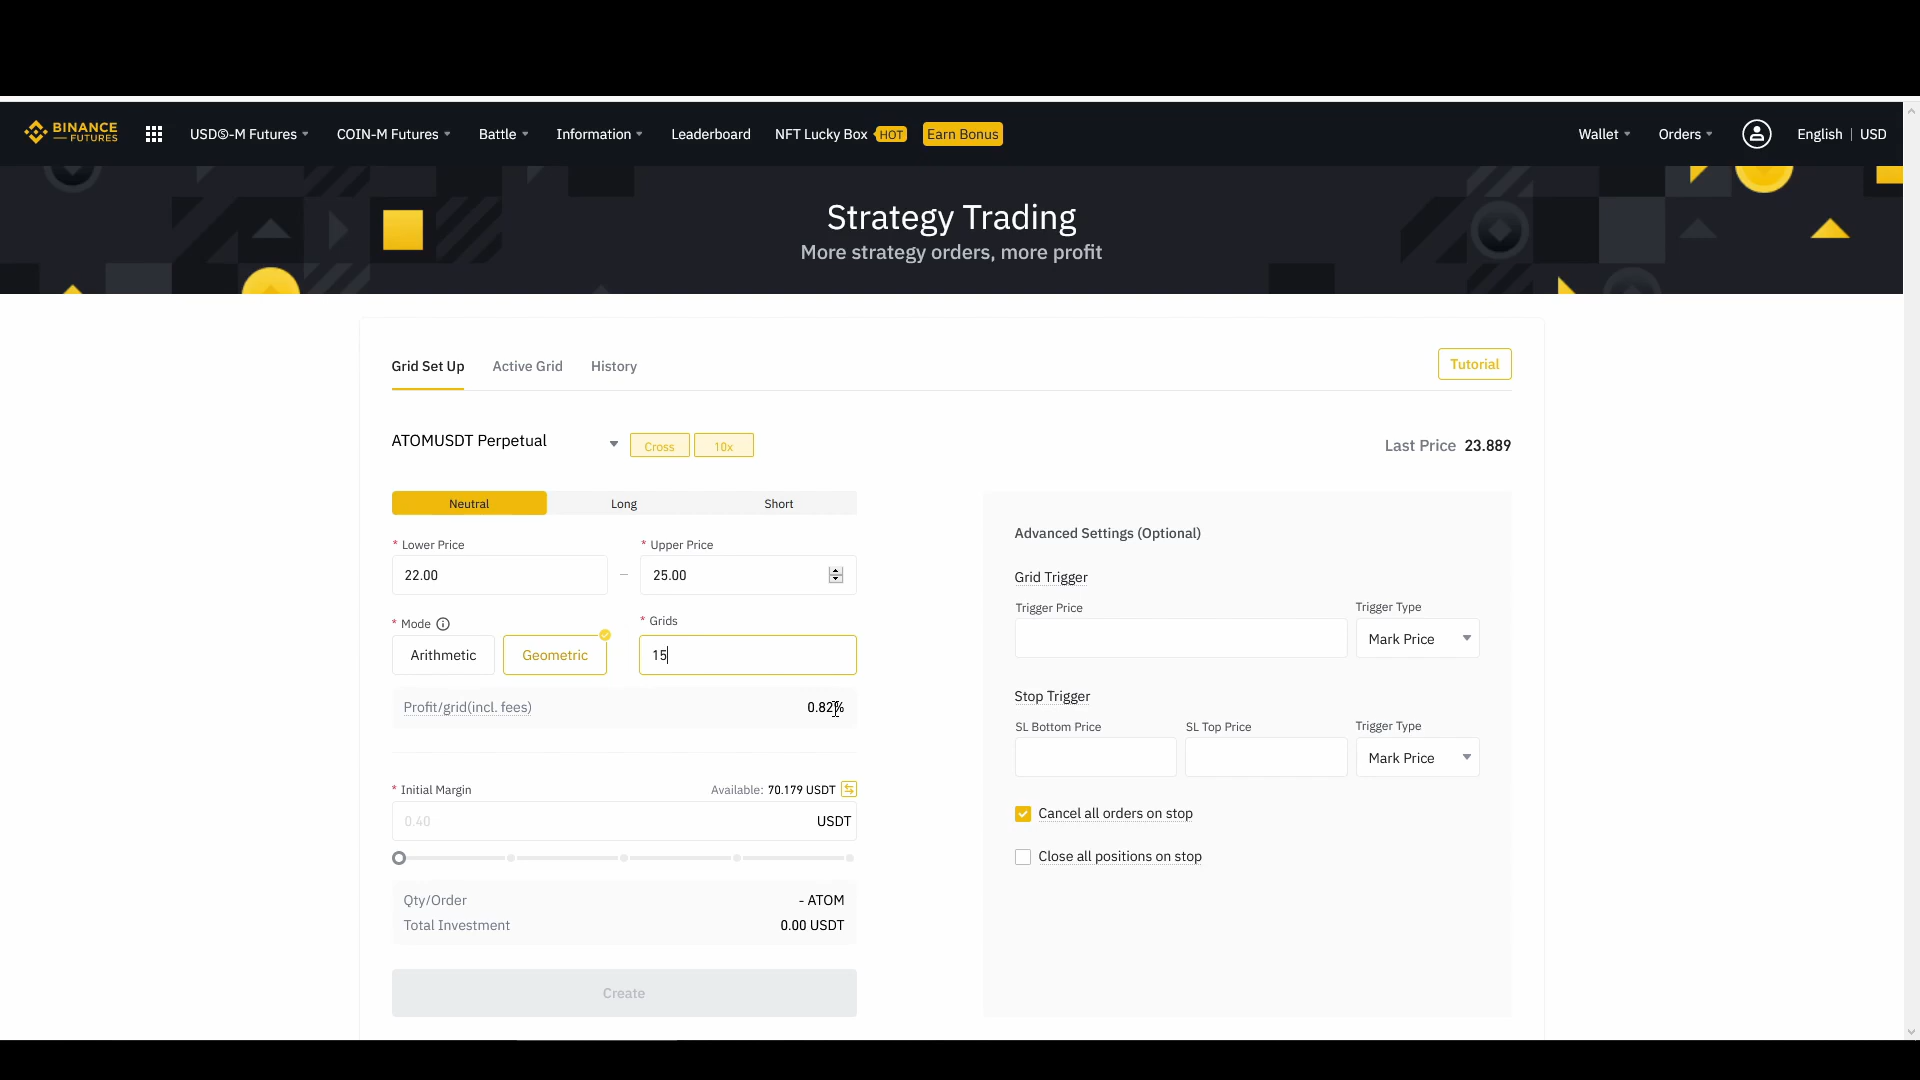 BINANCE
FUTURES
USDⓈ-M Futures
COIN-M Futures
Battle
Information
Leaderboard
NFT Lucky Box
HOT
Earn Bonus
Wallet
Orders
English | USD
Strategy Trading
More strategy orders, more profit
Grid Set Up
Active Grid
History
Tutorial
ATOMUSDT Perpetual
Cross
10x
Last Price 23.889
Neutral
Long
Short
* Lower Price
* Upper Price
22.00
–
25.00
* Mode
* Grids
Arithmetic
Geometric
15
Profit/grid(incl. fees)
0.82%
* Initial Margin
Available: 70.179 USDT
0.40
USDT
Qty/Order
- ATOM
Total Investment
0.00 USDT
Create
Advanced Settings (Optional)
Grid Trigger
Trigger Price
Trigger Type
Mark Price
Stop Trigger
SL Bottom Price
SL Top Price
Trigger Type
Mark Price
Cancel all orders on stop
Close all positions on stop